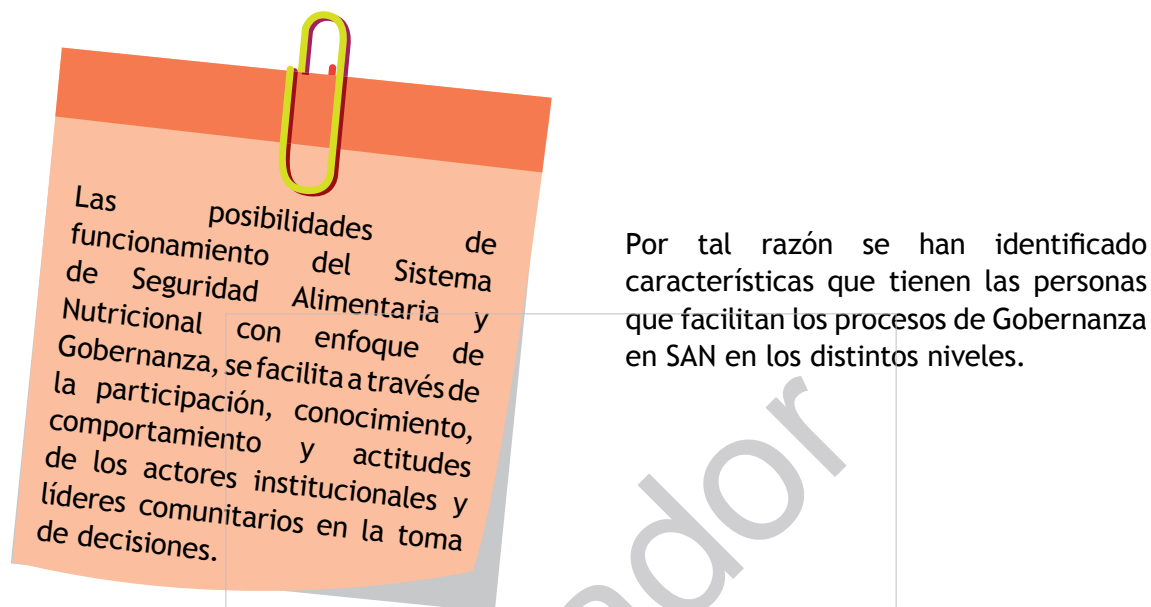 Las posibilidades de
funcionamiento del Sistema
de Seguridad Alimentaria y
Nutricional con enfoque de
Gobernanza, se facilita a través de
la participación, conocimiento,
comportamiento y actitudes
de los actores institucionales y
líderes comunitarios en la toma
de decisiones.
Por tal razón se han identificado
características que tienen las personas
que facilitan los procesos de Gobernanza
en SAN en los distintos niveles.
ador